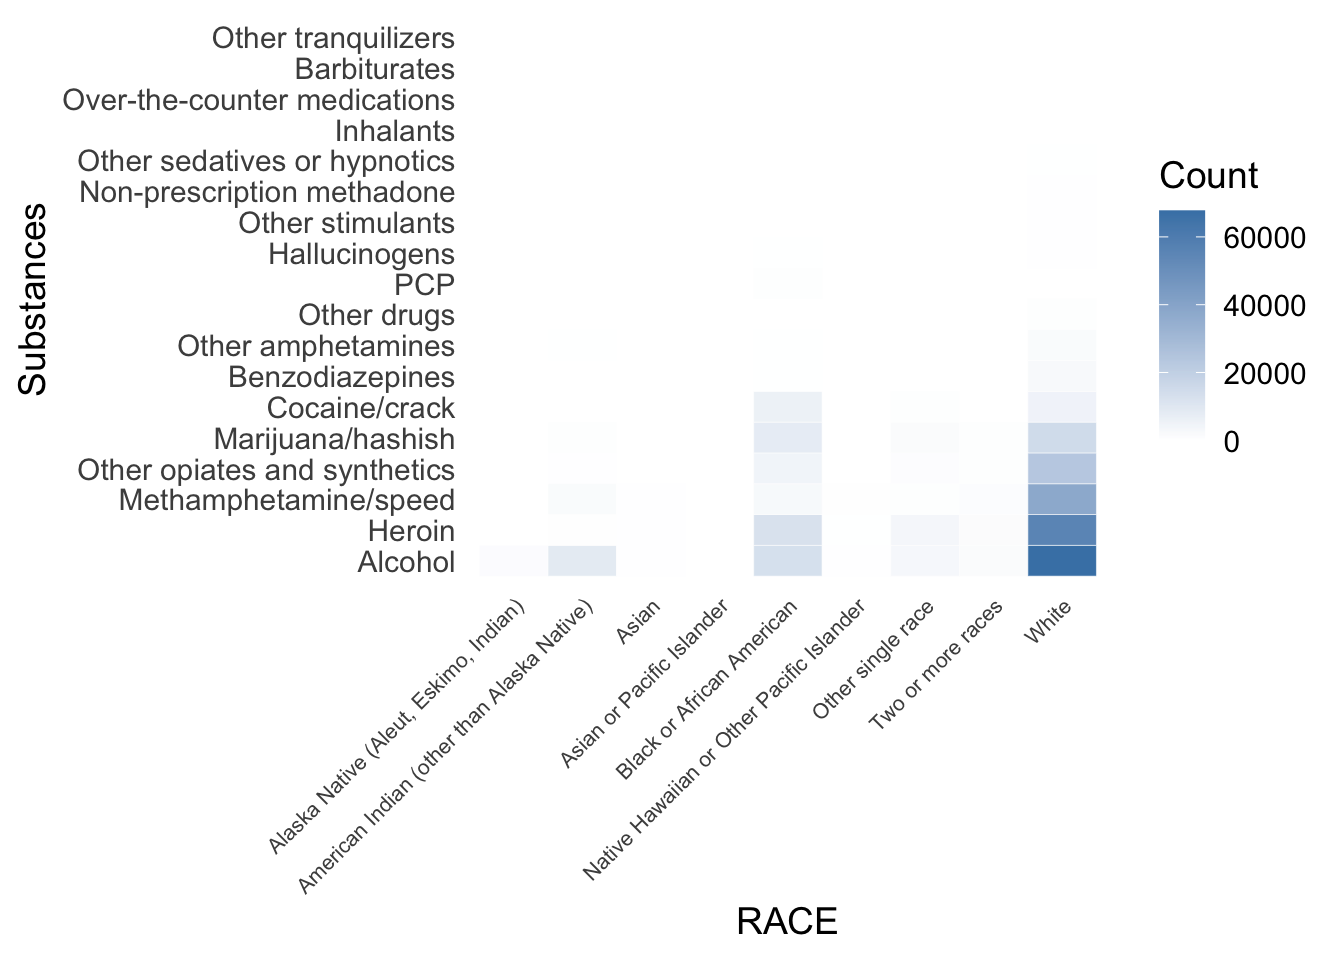 Other tranquilizers
Barbiturates
Over-the-counter medications
Inhalants
Other sedatives or hypnotics
Non-prescription methadone
Other stimulants
Hallucinogens
PCP
Other drugs
Other amphetamines
Benzodiazepines
Cocaine/crack
Marijuana/hashish
Other opiates and synthetics
Methamphetamine/speed
Heroin
Alcohol
Substances
Alaska Native (Aleut, Eskimo, Indian)
American Indian (other than Alaska Native)
Asian
Asian or Pacific Islander
Black or African American
Native Hawaiian or Other Pacific Islander
Other single race
Two or more races
White
RACE
Count
60000
40000
20000
0